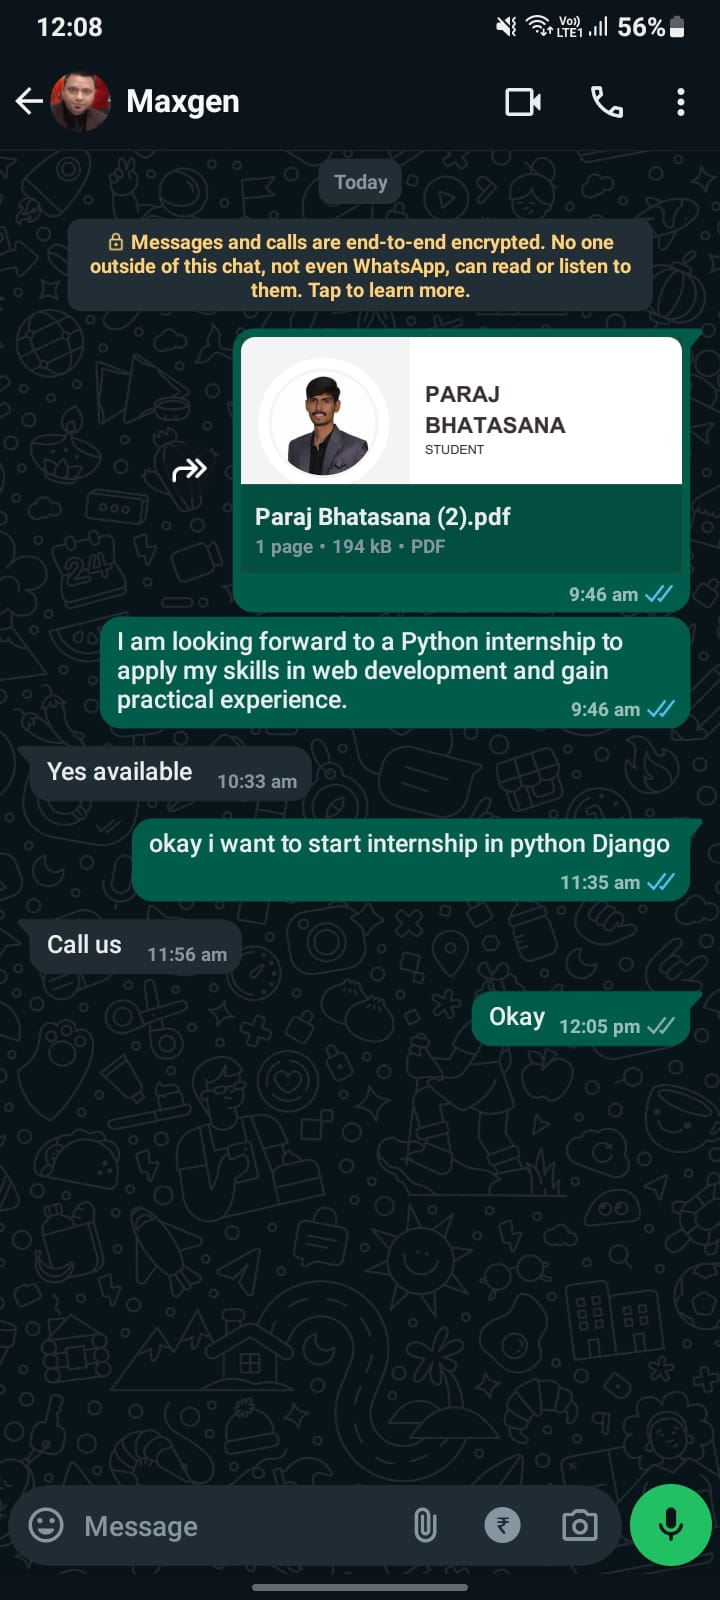 12:08
Vo))
LTE1
56%
Maxgen
Today
Messages and calls are end-to-end encrypted. No one
outside of this chat, not even WhatsApp, can read or listen to
them. Tap to learn more.
PARAJ
BHATASANA
STUDENT
Paraj Bhatasana (2).pdf
1 page • 194 kB • PDF
9:46 am
I am looking forward to a Python internship to
apply my skills in web development and gain
practical experience.
9:46 am
Yes available
10:33 am
okay i want to start internship in python Django
11:35 am
Call us
11:56 am
Okay
12:05 pm
Message
₹